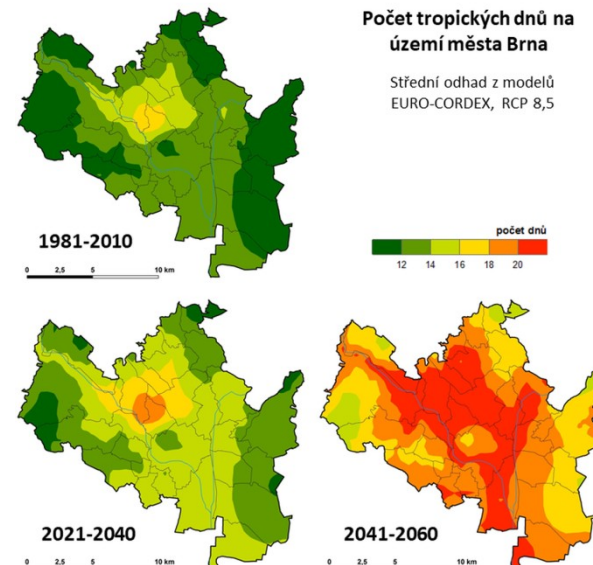 Počet tropických dnů na
území města Brna
Střední odhad z modelů
EURO-CORDEX, RCP 8,5
1981-2010
0 2,5 5 10 km
počet dnů
12 14 16 18 20
2021-2040
0 2,5 5 10 km
2041-2060
0 2,5 5 10 km